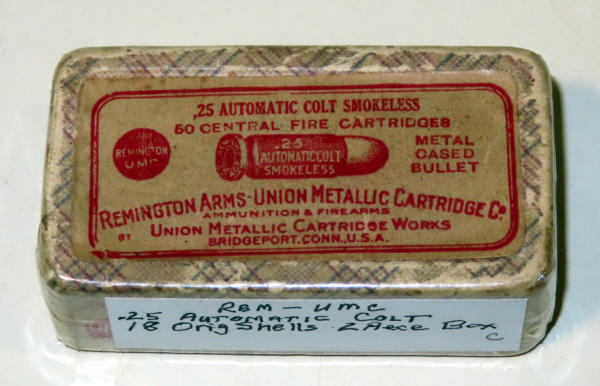 .25 AUTOMATIC COLT SMOKELESS
50 CENTRAL FIRE CARTRIDGES
REMINGTON
UMC
.25
AUTOMATIC COLT
SMOKELESS
METAL
CASED
BULLET
REMINGTON ARMS-UNION METALLIC CARTRIDGE CO
AMMUNITION & FIREARMS
BY UNION METALLIC CARTRIDGE WORKS
BRIDGEPORT, CONN., U.S.A.
REM - UMC
.25 AUTOMATIC COLT
18 Orig Shells 2 Piece Box
C